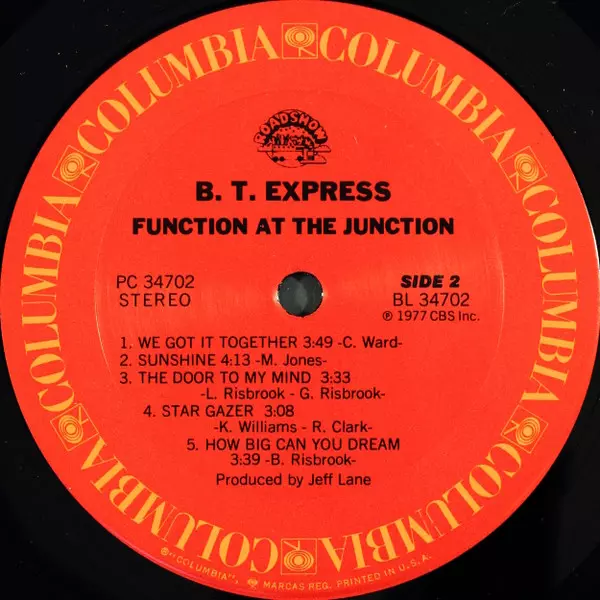 COLUMBIA COLUMBIA COLUMBIA COLUMBIA COLUMBIA COLUMBIA
ROADSHOW
B. T. EXPRESS
FUNCTION AT THE JUNCTION
PC 34702
STEREO
SIDE 2
BL 34702
℗ 1977 CBS Inc.
1. WE GOT IT TOGETHER 3:49 -C. Ward-
2. SUNSHINE 4:13 -M. Jones-
3. THE DOOR TO MY MIND 3:33
-L. Risbrook - G. Risbrook-
4. STAR GAZER 3:08
-K. Williams - R. Clark-
5. HOW BIG CAN YOU DREAM
3:39 -B. Risbrook-
Produced by Jeff Lane
®"COLUMBIA", MARCAS REG. PRINTED IN U.S.A.